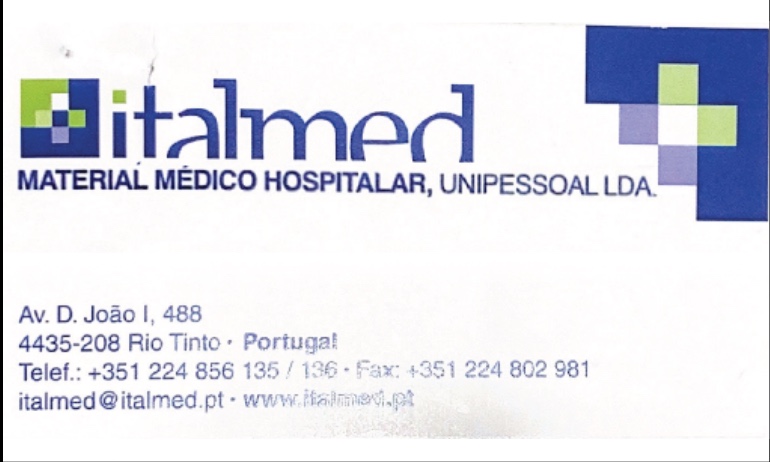 italmed
MATERIAL MÉDICO HOSPITALAR, UNIPESSOAL LDA.
Av. D. João I, 488
4435-208 Rio Tinto · Portugal
Telef.: +351 224 856 135 / 136 · Fax: +351 224 802 981
italmed@italmed.pt · www.italmed.pt